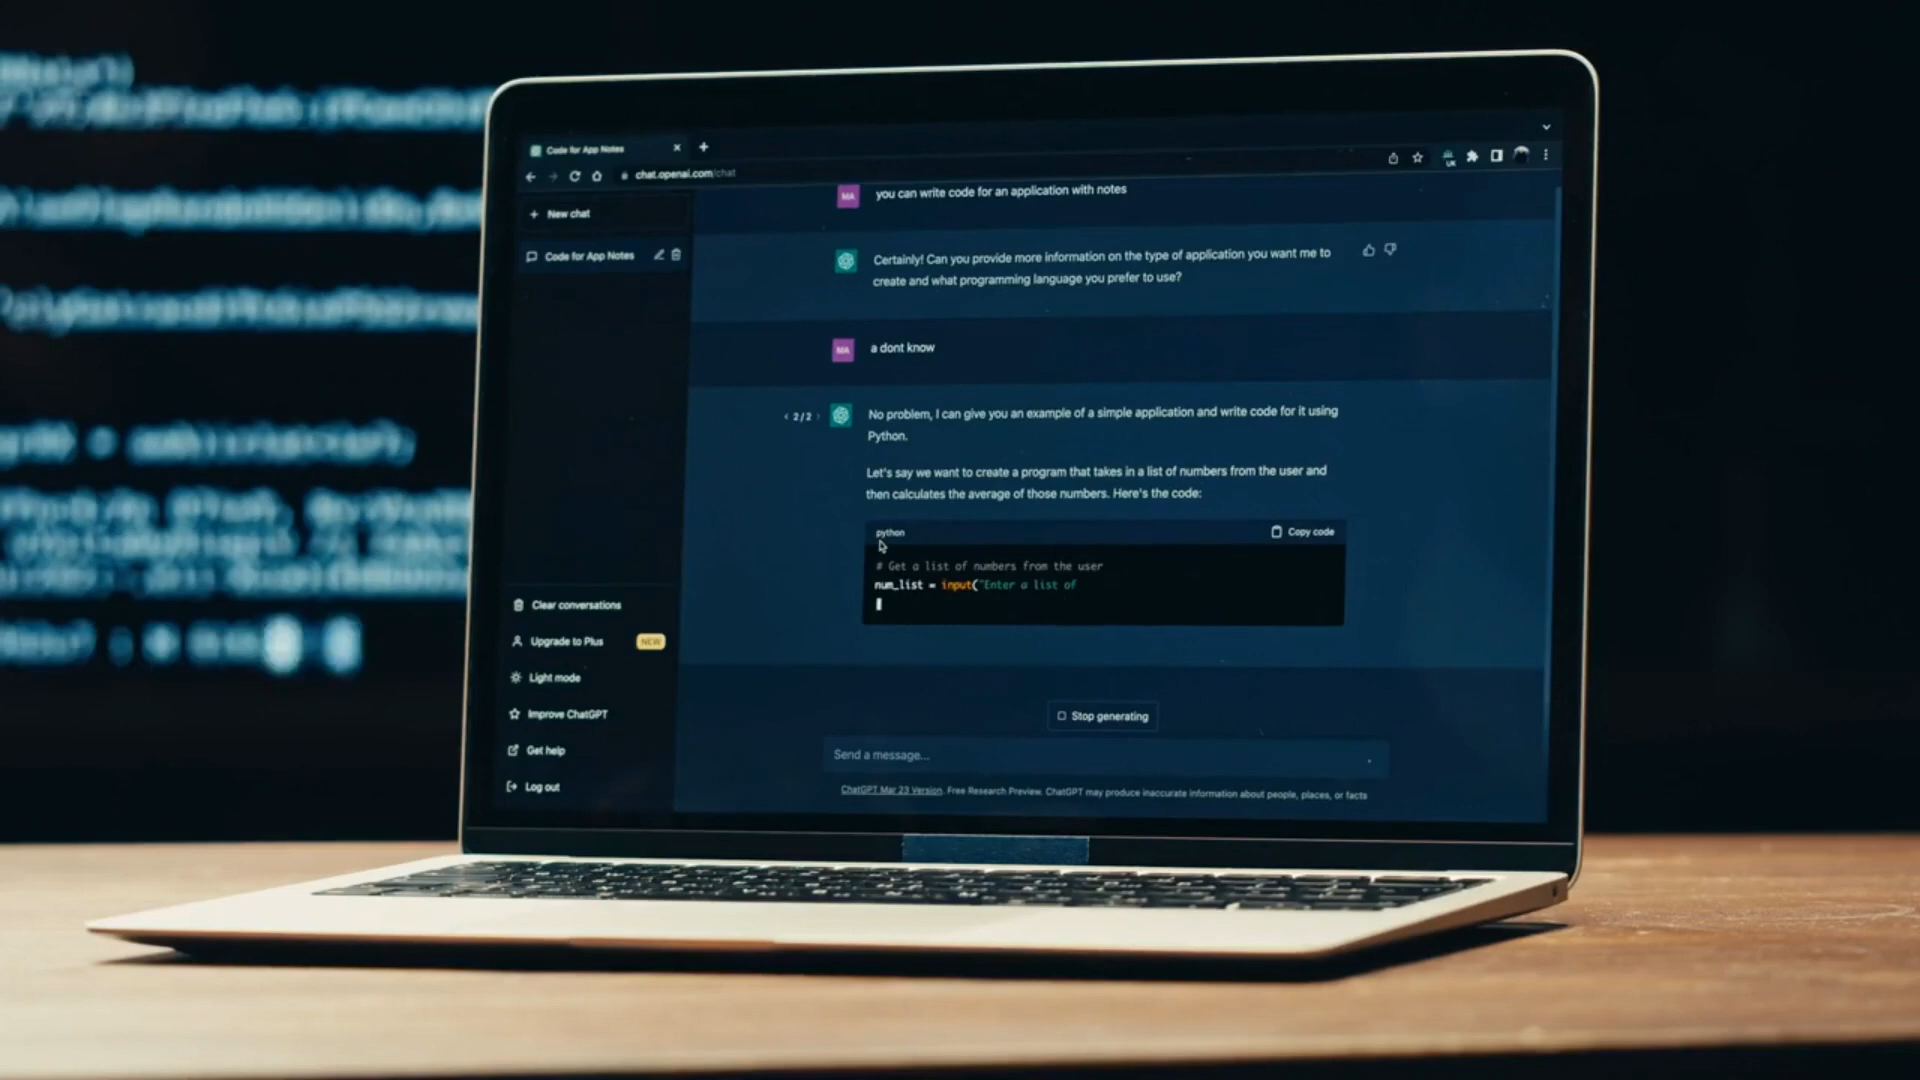 Code for App Notes
chat.openai.com/chat
UK
+ New chat
Code for App Notes
MA
you can write code for an application with notes
Certainly! Can you provide more information on the type of application you want me to
create and what programming language you prefer to use?
MA
a dont know
< 2/2 >
No problem, I can give you an example of a simple application and write code for it using
Python.
Let's say we want to create a program that takes in a list of numbers from the user and
then calculates the average of those numbers. Here's the code:
python
Copy code
# Get a list of numbers from the user
num_list = input("Enter a list of
Clear conversations
Upgrade to Plus
NEW
Light mode
Improve ChatGPT
Get help
Log out
Stop generating
Send a message...
ChatGPT Mar 23 Version. Free Research Preview. ChatGPT may produce inaccurate information about people, places, or facts